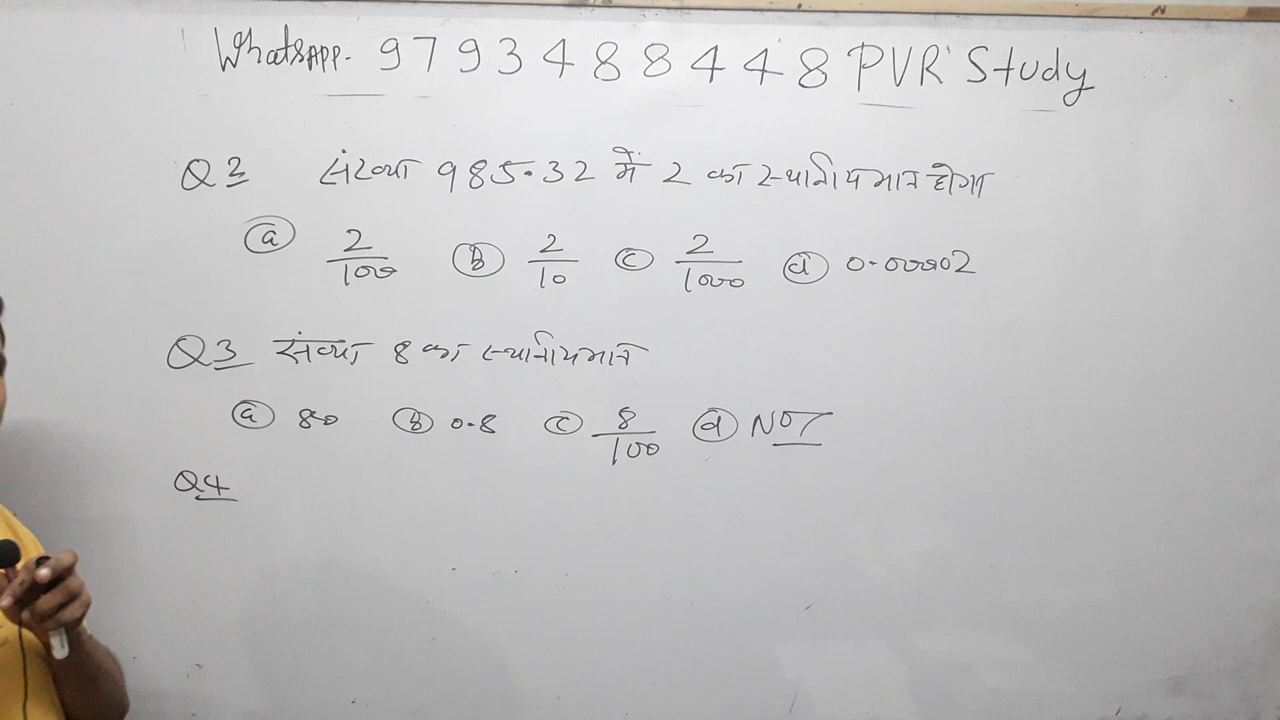 WhatsApp. 9793488448 PVR Study
Q2 संख्या 985.32 में 2 का स्थानियमान होगा
(a) 2/100 (b) 2/10 (c) 2/1000 (d) 0.00002
Q3 संख्या 8 का स्थानियमान
(a) 80 (b) 0.8 (c) 8/100 (d) NOT
Q4